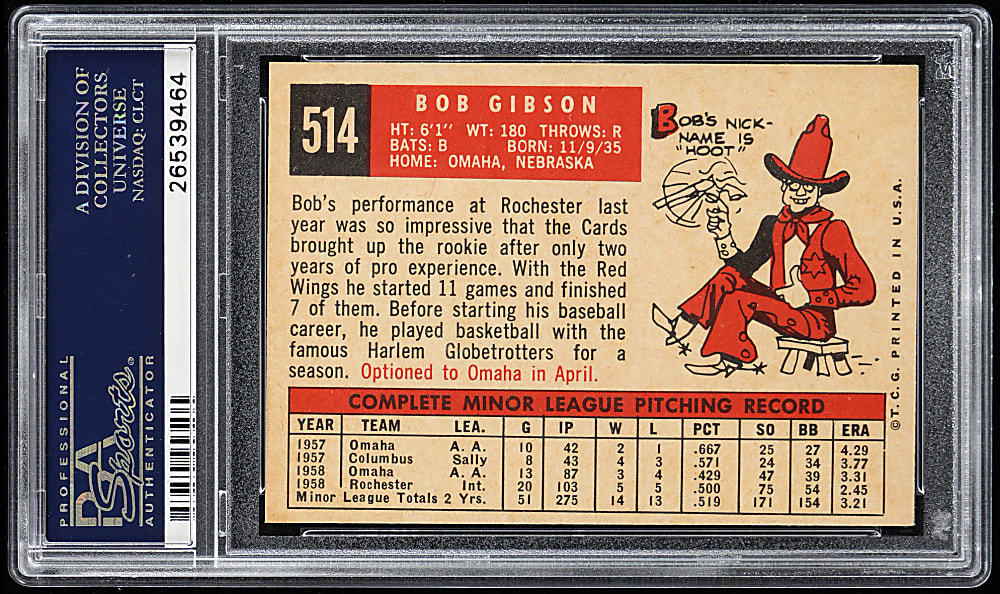 A DIVISION OF
COLLECTORS
UNIVERSE
NASDAQ: CLCT
26539464
PROFESSIONAL
PSA
Sports®
AUTHENTICATOR
514
BOB GIBSON
HT: 6'1" WT: 180 THROWS: R
BATS: B BORN: 11/9/35
HOME: OMAHA, NEBRASKA
BOB'S NICK-
NAME IS
"HOOT"
Bob's performance at Rochester last
year was so impressive that the Cards
brought up the rookie after only two
years of pro experience. With the Red
Wings he started 11 games and finished
7 of them. Before starting his baseball
career, he played basketball with the
famous Harlem Globetrotters for a
season. Optioned to Omaha in April.
COMPLETE MINOR LEAGUE PITCHING RECORD
YEAR TEAM LEA. G IP W L PCT SO BB ERA
1957 Omaha A. A. 10 42 2 1 .667 25 27 4.29
1957 Columbus Sally 8 43 4 3 .571 24 34 3.77
1958 Omaha A. A. 13 87 3 4 .429 47 39 3.31
1958 Rochester Int. 20 103 5 5 .500 75 54 2.45
Minor League Totals 2 Yrs. 51 275 14 13 .519 171 154 3.21
©T. C. G. PRINTED IN U.S.A.